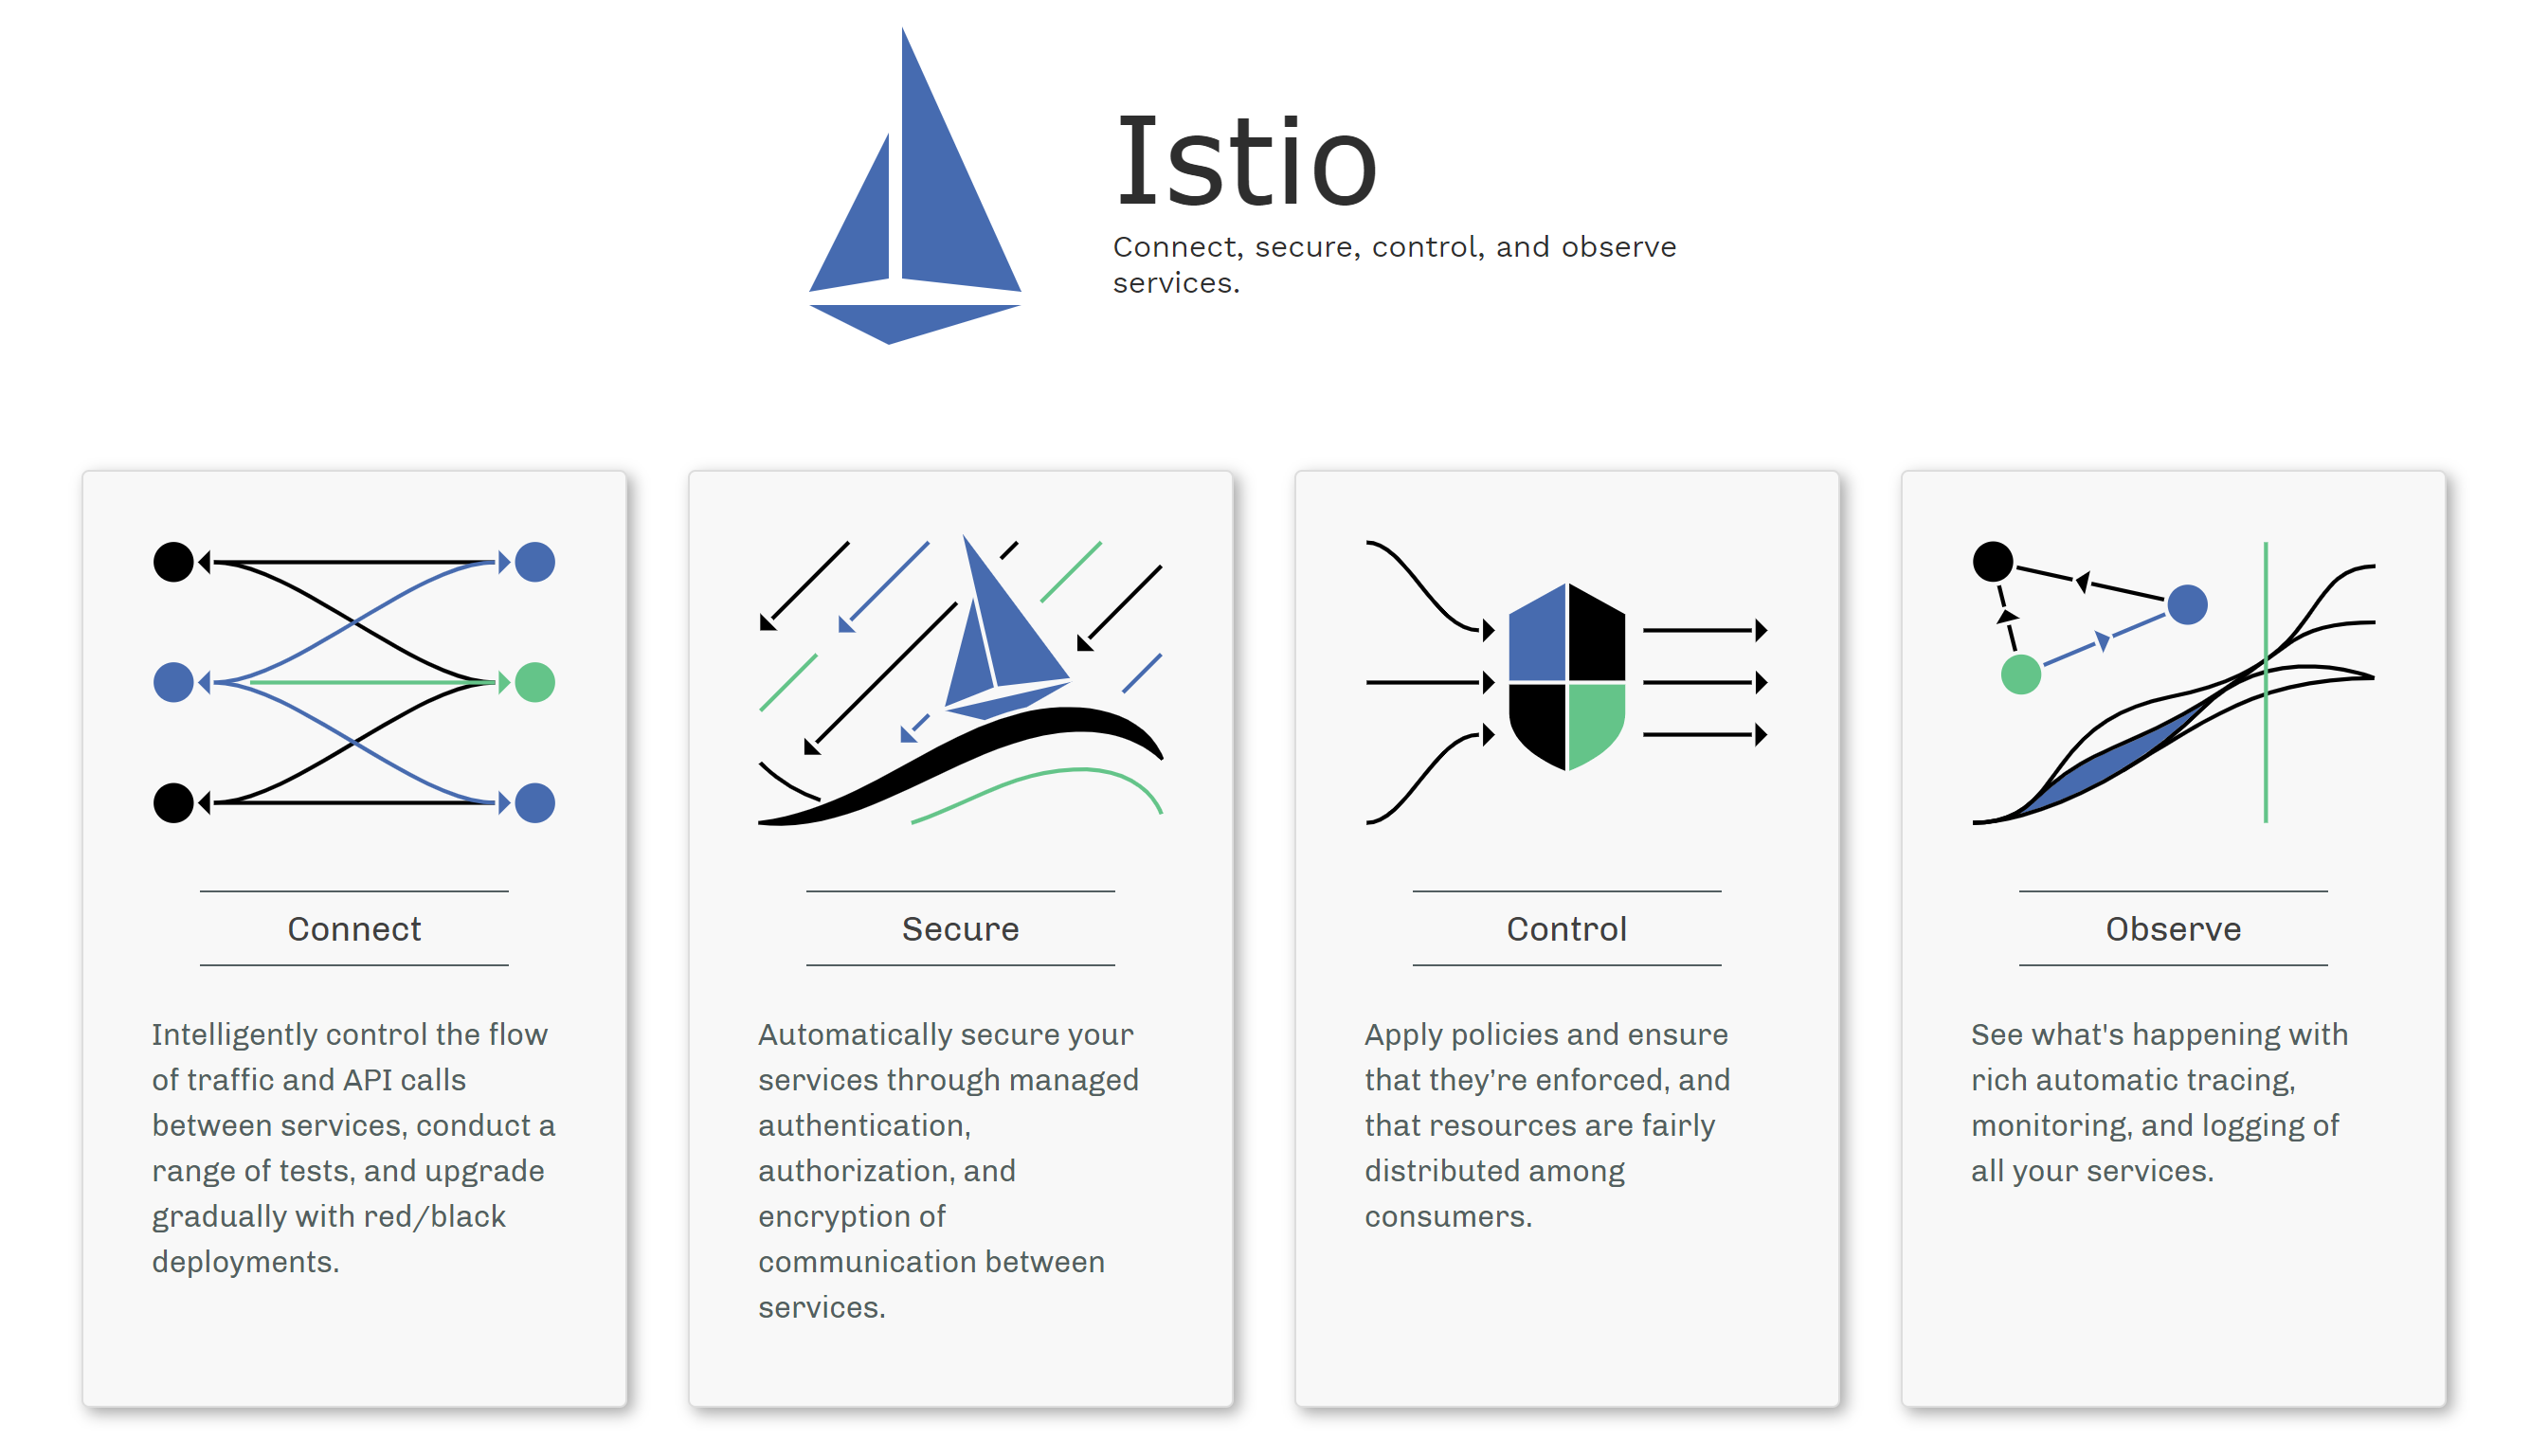 Istio
Connect, secure, control, and observe
services.
Connect
Intelligently control the flow
of traffic and API calls
between services, conduct a
range of tests, and upgrade
gradually with red/black
deployments.
Secure
Automatically secure your
services through managed
authentication,
authorization, and
encryption of
communication between
services.
Control
Apply policies and ensure
that they're enforced, and
that resources are fairly
distributed among
consumers.
Observe
See what's happening with
rich automatic tracing,
monitoring, and logging of
all your services.